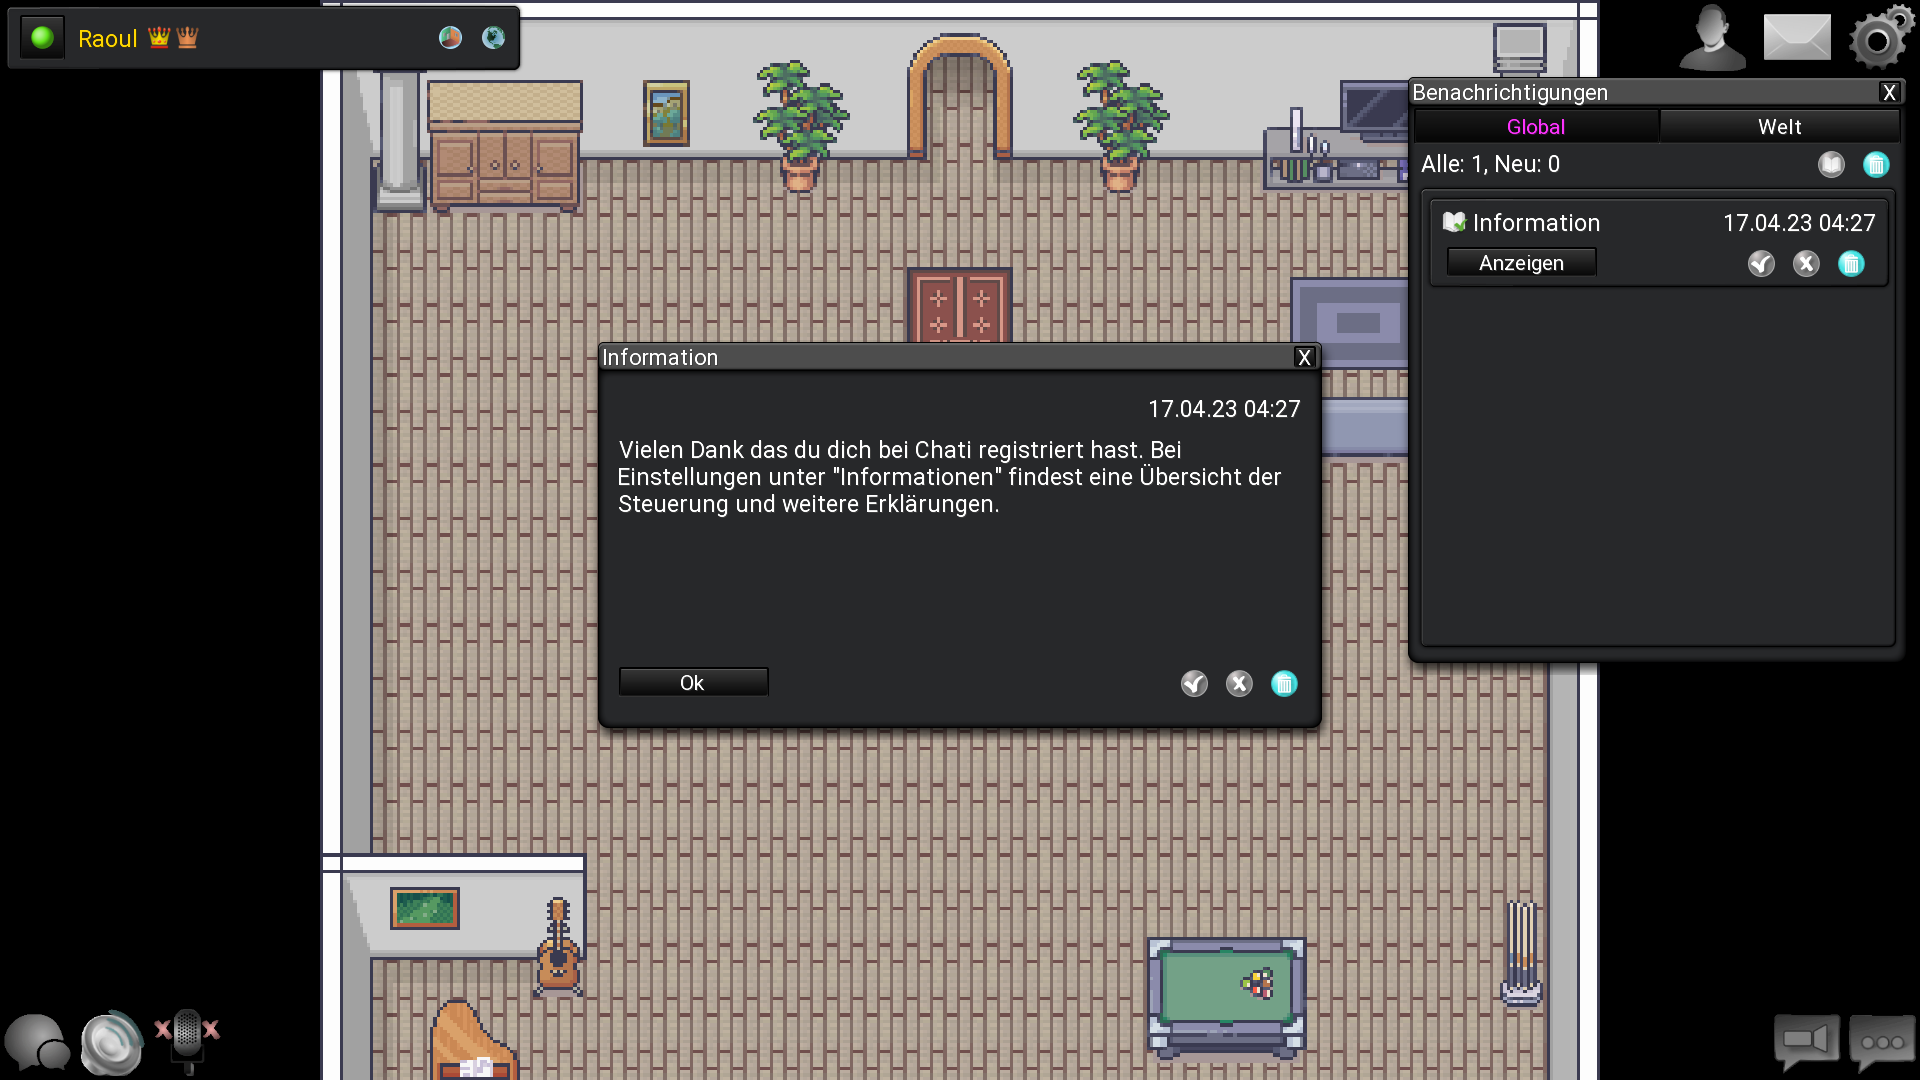 Raoul
Benachrichtigungen X
Global Welt
Alle: 1, Neu: 0
Information 17.04.23 04:27
Anzeigen
Information X
17.04.23 04:27
Vielen Dank das du dich bei Chati registriert hast. Bei
Einstellungen unter "Informationen" findest eine Übersicht der
Steuerung und weitere Erklärungen.
Ok